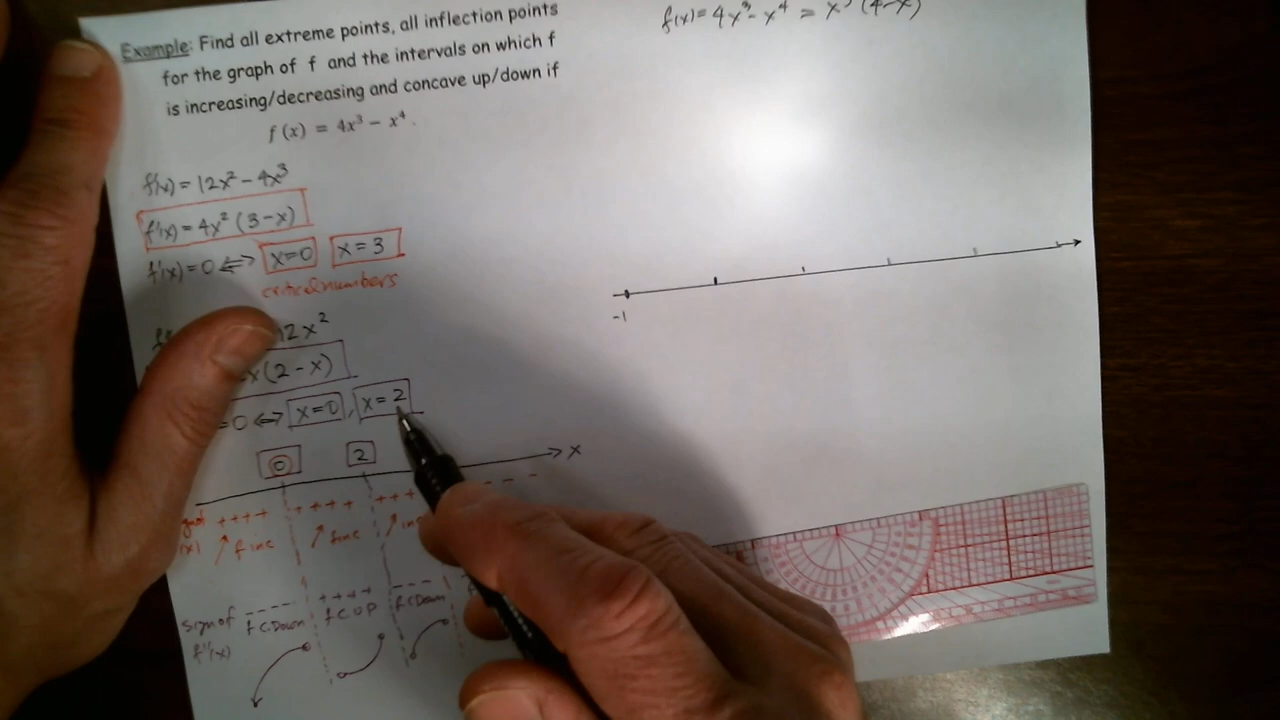 Example: Find all extreme points, all inflection points
for the graph of f and the intervals on which f
is increasing/decreasing and concave up/down if
f (x) = 4x³ − x⁴.
f'(x) = 12x² − 4x³
f'(x) = 4x² (3 − x)
f'(x) = 0 ⟺ x=0 x = 3
critical numbers
12x²
x(2 − x)
=0 ⟺ x=0, x=2
0 2 x
++++ ++++ +++ - - -
(x) ↗ f inc ↗ f inc ↗ inc
sign of ---- ++++ ---
f''(x) f C.Down f C UP f C Down
f(x) = 4x³ − x⁴ = x³ (4−x)
-1